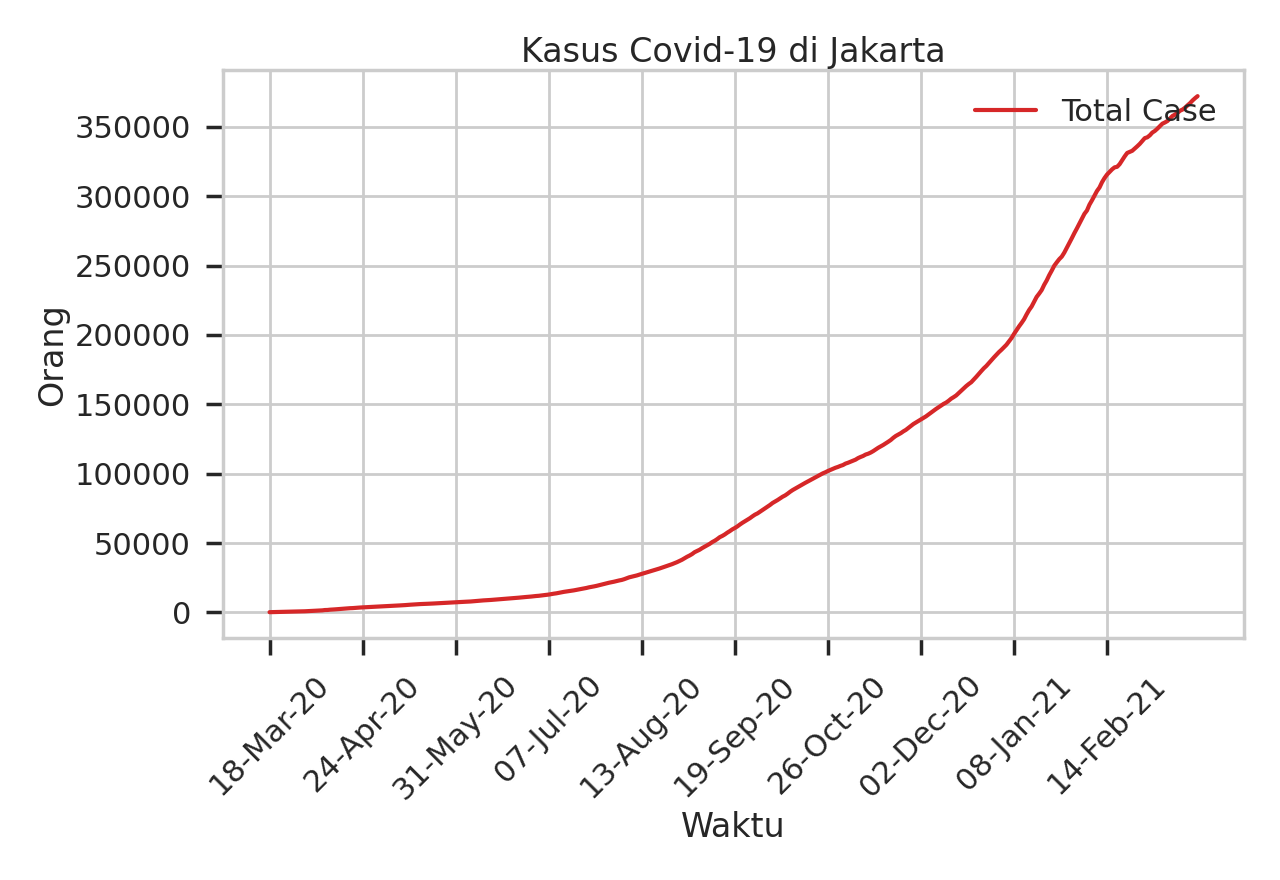 Kasus Covid-19 di Jakarta
Total Case
350000
300000
250000
200000
150000
100000
50000
0
Orang
18-Mar-20
24-Apr-20
31-May-20
07-Jul-20
13-Aug-20
19-Sep-20
26-Oct-20
02-Dec-20
08-Jan-21
14-Feb-21
Waktu